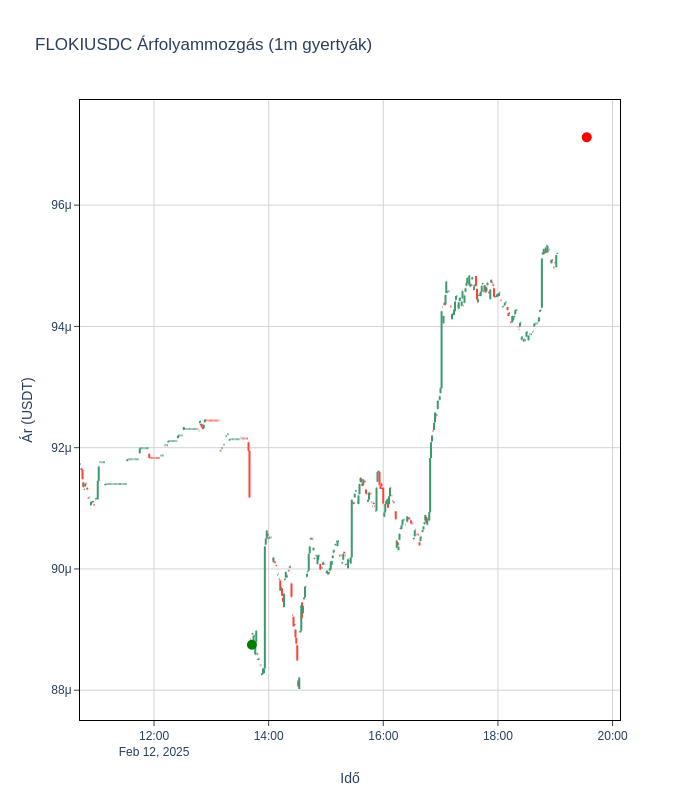 FLOKIUSDC Árfolyammozgás (1m gyertyák)
96μ
94μ
92μ
90μ
88μ
Ár (USDT)
12:00
14:00
16:00
18:00
20:00
Feb 12, 2025
Idő